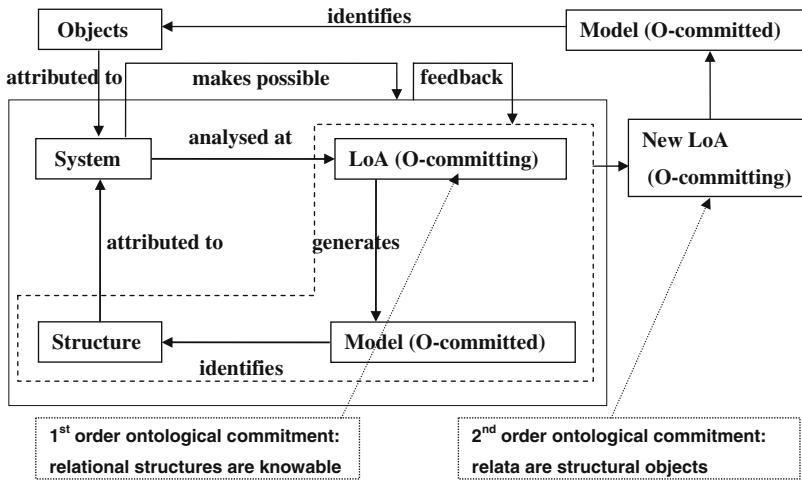 identifies
Objects
Model (O-committed)
attributed to
makes possible
feedback
analysed at
System
LoA (O-committing)
New LoA
(O-committing)
attributed to
generates
Structure
Model (O-committed)
identifies
1st order ontological commitment:
relational structures are knowable
2nd order ontological commitment:
relata are structural objects